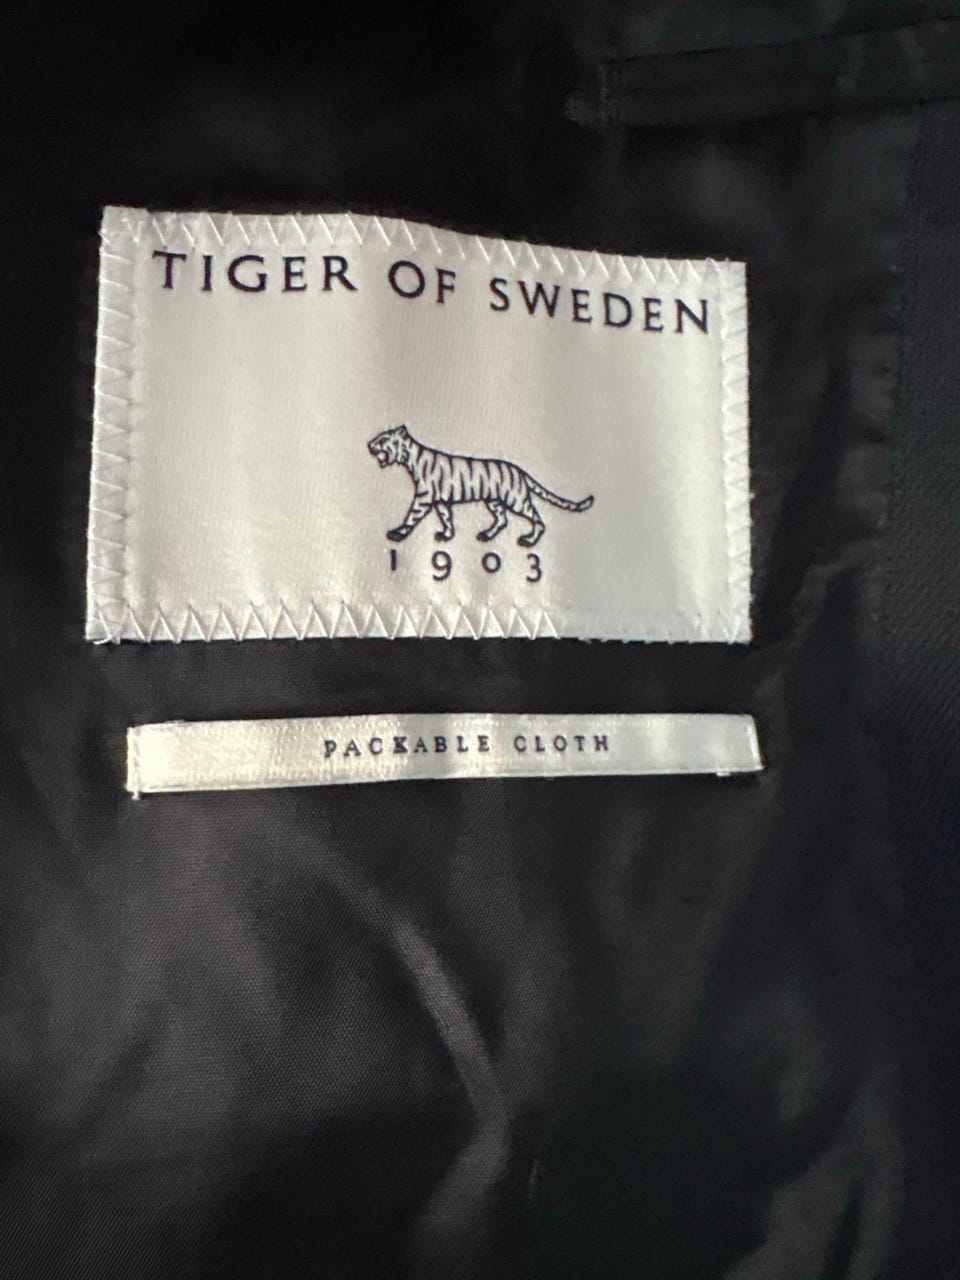 TIGER OF SWEDEN
1903
PACKABLE CLOTH